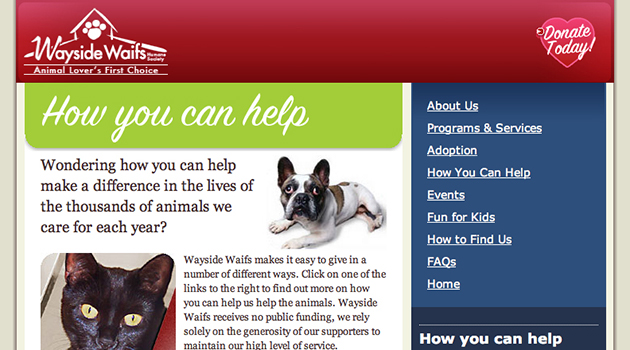 Wayside Waifs
Humane
Society
Animal Lover's First Choice
Donate
Today!
How you can help
Wondering how you can help
make a difference in the lives of
the thousands of animals we
care for each year?
Wayside Waifs makes it easy to give in a
number of different ways. Click on one of the
links to the right to find out more on how
you can help us help the animals. Wayside
Waifs receives no public funding, we rely
solely on the generosity of our supporters to
maintain our high level of service.
About Us
Programs & Services
Adoption
How You Can Help
Events
Fun for Kids
How to Find Us
FAQs
Home
How you can help